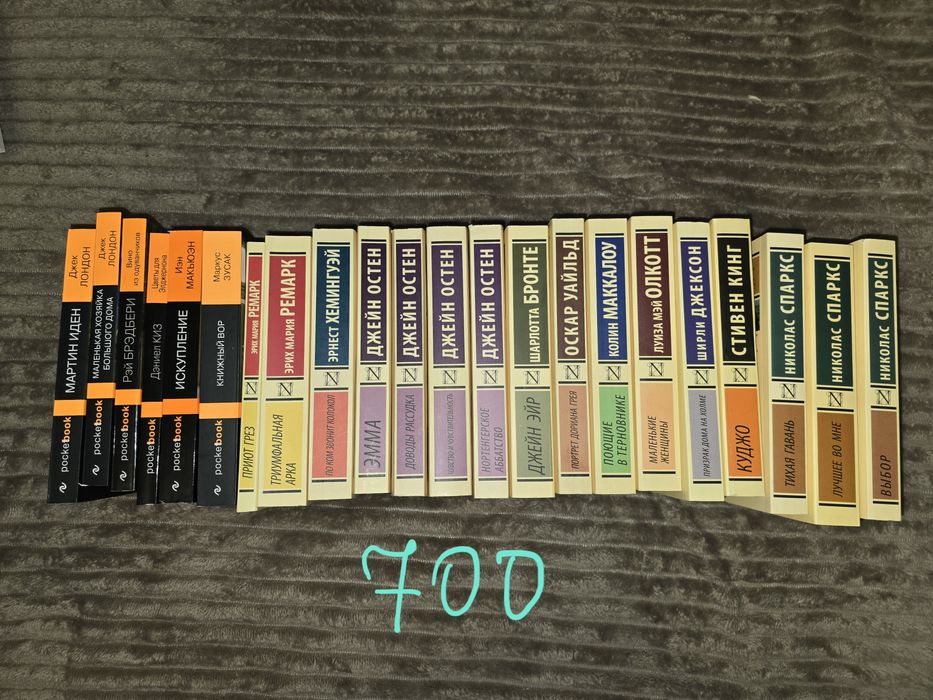 Джек
ЛОНДОН
МАРТИН ИДЕН
pocketbook
Джек
ЛОНДОН
МАЛЕНЬКАЯ ХОЗЯЙКА
БОЛЬШОГО ДОМА
pocketbook
Вино
из одуванчиков
РЭЙ БРЭДБЕРИ
pocketbook
Цветы для
Элджернона
Дэниел КИЗ
pocketbook
Иэн
МАКЬЮЭН
ИСКУПЛЕНИЕ
pocketbook
Маркус
ЗУСАК
КНИЖНЫЙ ВОР
pocketbook
ЭРИХ МАРИЯ РЕМАРК
ПРИЮТ ГРЕЗ
ЭРИХ МАРИЯ РЕМАРК
ТРИУМФАЛЬНАЯ
АРКА
ЭРНЕСТ ХЕМИНГУЭЙ
ПО КОМ ЗВОНИТ КОЛОКОЛ
ДЖЕЙН ОСТЕН
ЭММА
ДЖЕЙН ОСТЕН
ДОВОДЫ РАССУДКА
ДЖЕЙН ОСТЕН
ЧУВСТВО И ЧУВСТВИТЕЛЬНОСТЬ
ДЖЕЙН ОСТЕН
НОРТЕНГЕРСКОЕ
АББАТСТВО
ШАРЛОТТА БРОНТЕ
ДЖЕЙН ЭЙР
ОСКАР УАЙЛЬД
ПОРТРЕТ ДОРИАНА ГРЕЯ
КОЛИН МАККАЛОУ
ПОЮЩИЕ
В ТЕРНОВНИКЕ
ЛУИЗА МЭЙ ОЛКОТТ
МАЛЕНЬКИЕ
ЖЕНЩИНЫ
ШИРЛИ ДЖЕКСОН
ПРИЗРАК ДОМА НА ХОЛМЕ
СТИВЕН КИНГ
КУДЖО
НИКОЛАС СПАРКС
ТИХАЯ ГАВАНЬ
НИКОЛАС СПАРКС
ЛУЧШЕЕ ВО МНЕ
НИКОЛАС СПАРКС
ВЫБОР
700